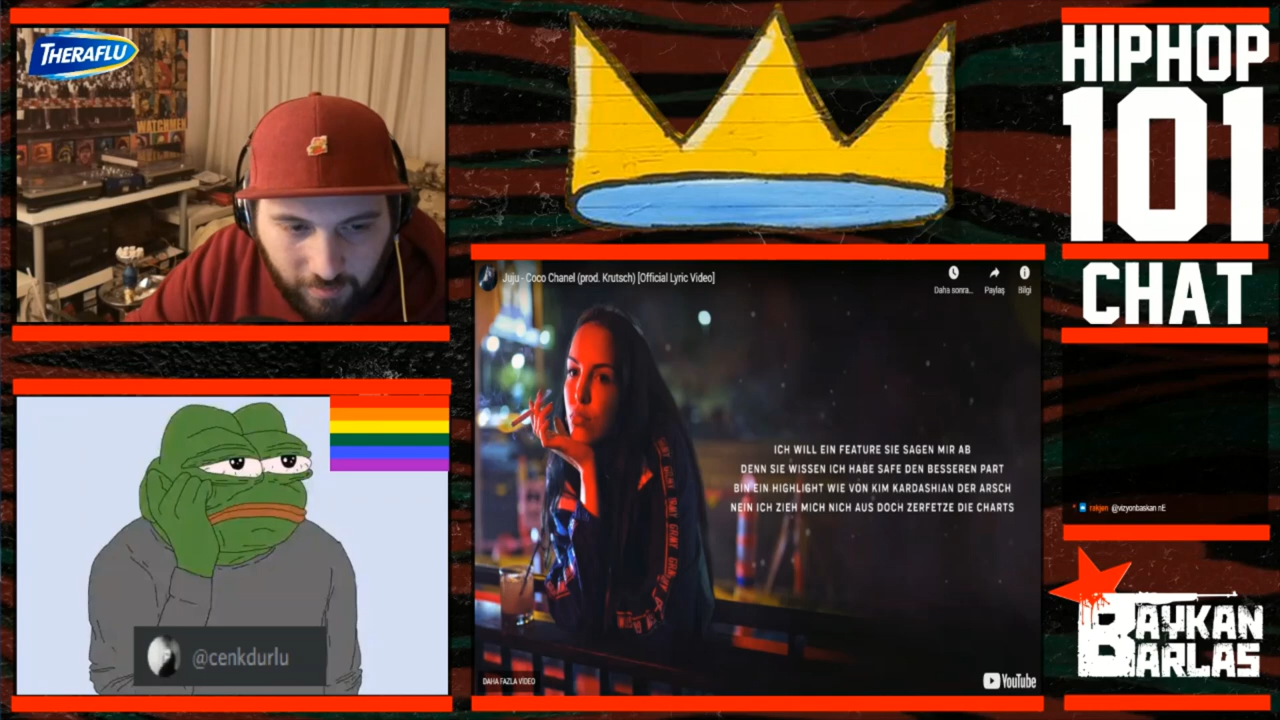 THERAFLU
WATCHMEN
HIPHOP
101
CHAT
Juju - Coco Chanel (prod. Krutsch) [Official Lyric Video]
Daha sonra...
Paylaş
Bilgi
ICH WILL EIN FEATURE SIE SAGEN MIR AB
DENN SIE WISSEN ICH HABE SAFE DEN BESSEREN PART
BIN EIN HIGHLIGHT WIE VON KIM KARDASHIAN DER ARSCH
NEIN ICH ZIEH MICH NICH AUS DOCH ZERFETZE DIE CHARTS
DAHA FAZLA VİDEO
YouTube
@cenkdurlu
rakjen @vizyonbaskan nE
BAYKAN
BARLAS